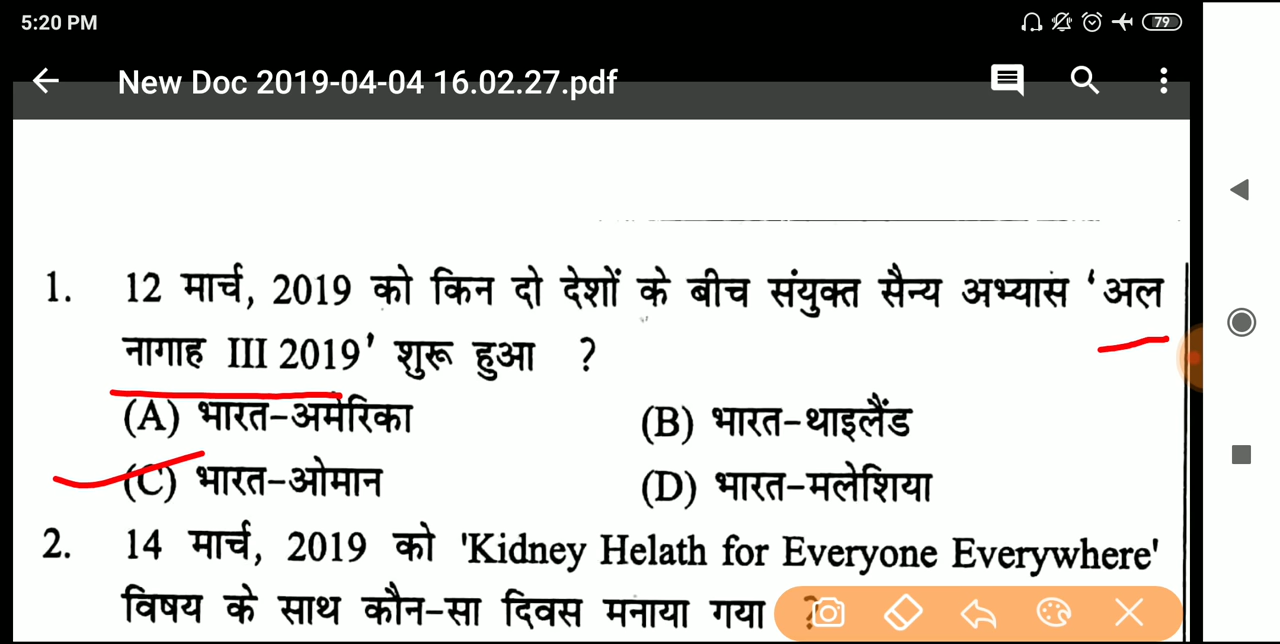 5:20 PM
79
New Doc 2019-04-04 16.02.27.pdf
1. 12 मार्च, 2019 को किन दो देशों के बीच संयुक्त सैन्य अभ्यास ' अल
नागाह III 2019' शुरू हुआ ?
(A) भारत-अमेरिका (B) भारत-थाइलैंड
(C) भारत-ओमान (D) भारत-मलेशिया
2. 14 मार्च, 2019 को 'Kidney Helath for Everyone Everywhere'
विषय के साथ कौन-सा दिवस मनाया गया ?